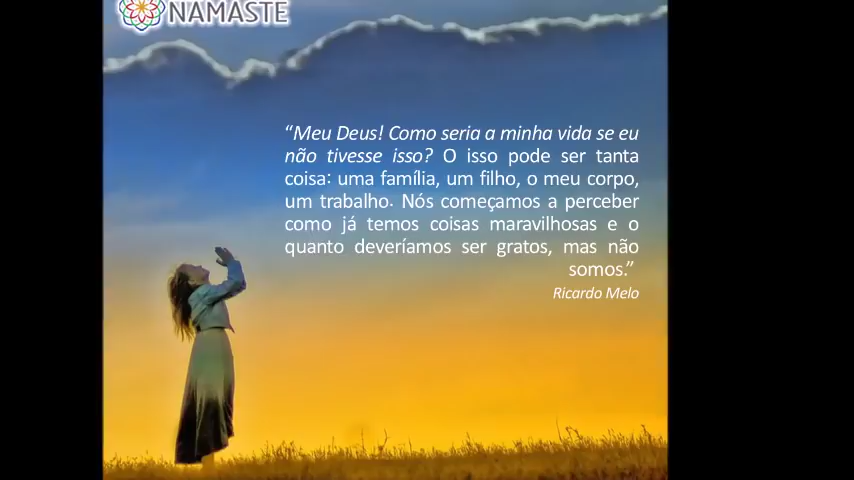 NAMASTE
“Meu Deus! Como seria a minha vida se eu
não tivesse isso? O isso pode ser tanta
coisa: uma família, um filho, o meu corpo,
um trabalho. Nós começamos a perceber
como já temos coisas maravilhosas e o
quanto deveríamos ser gratos, mas não
somos.”
Ricardo Melo